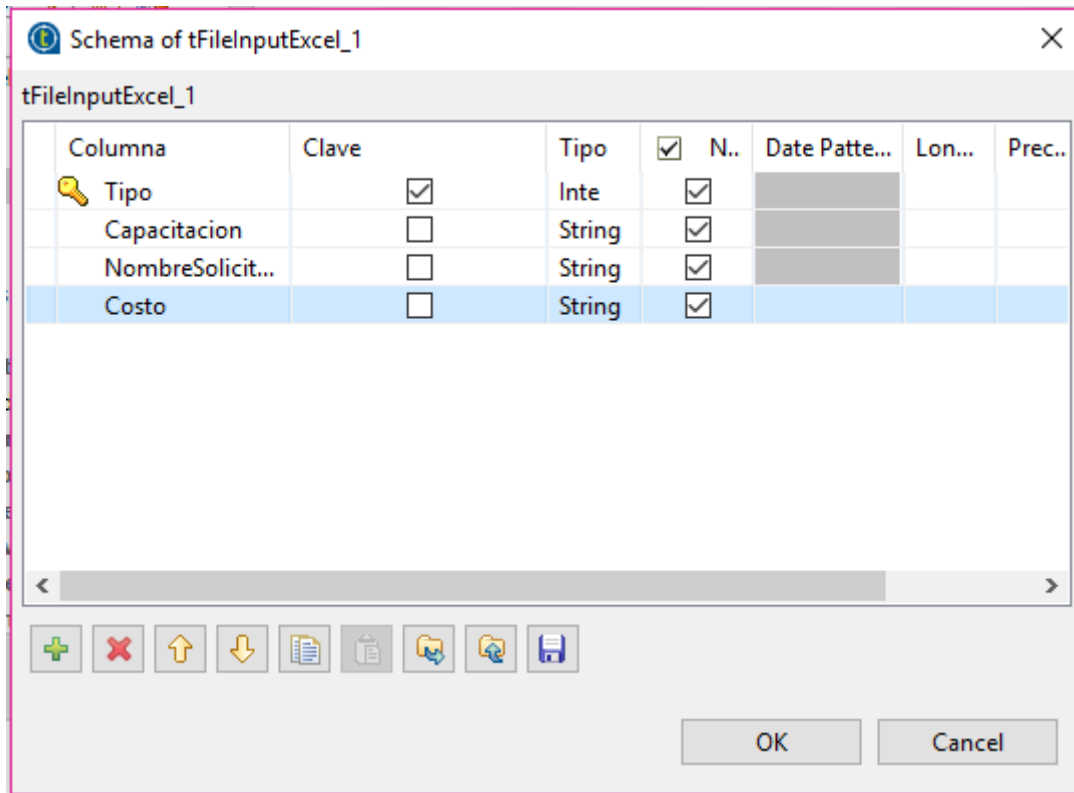 Schema of tFileInputExcel_1
tFileInputExcel_1
Columna Clave Tipo N.. Date Patte... Lon... Prec..
Tipo Inte
Capacitacion String
NombreSolicit... String
Costo String
OK Cancel